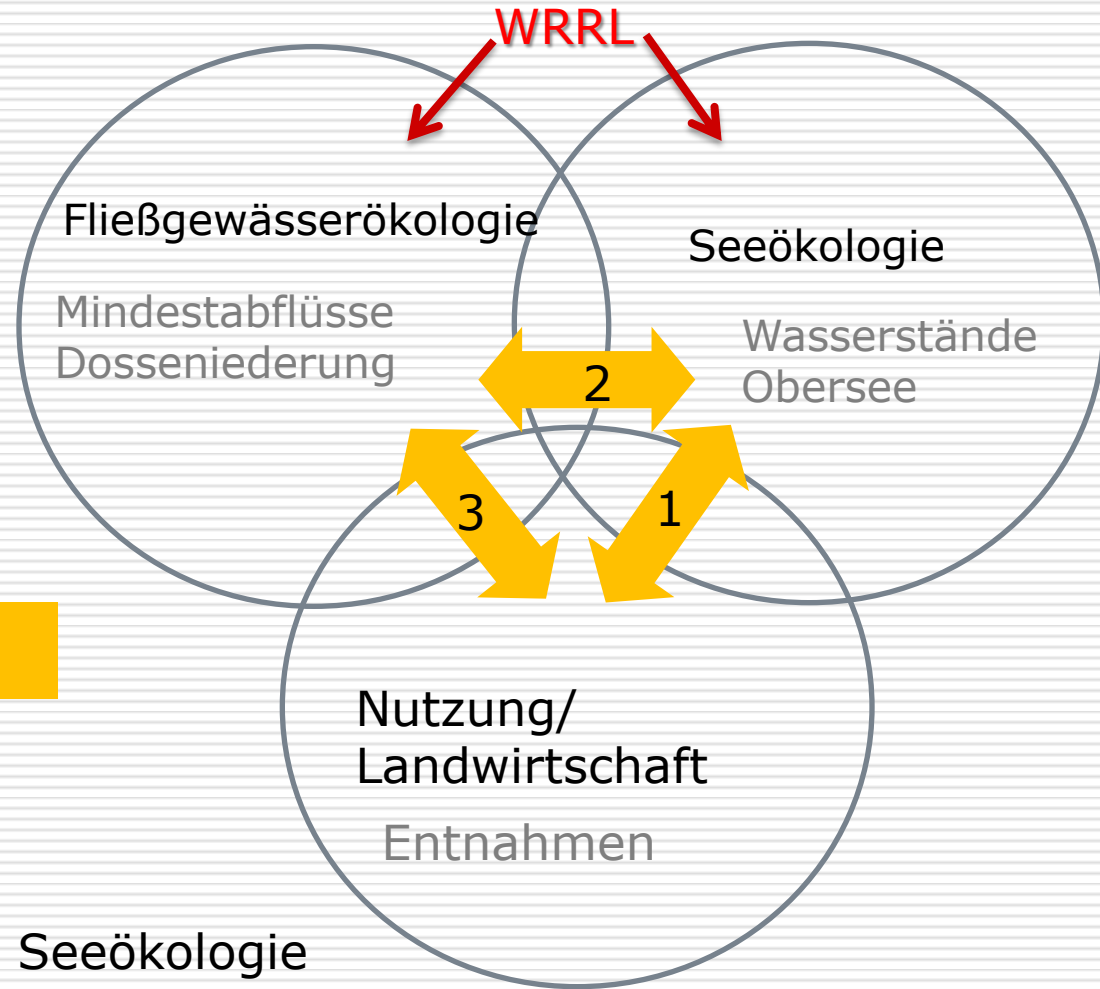 WRRL
Fließgewässerökologie
Mindestabflüsse
Dosseniederung
Seeökologie
Wasserstände
Obersee
2
3
1
Nutzung/
Landwirtschaft
Entnahmen
Seeökologie